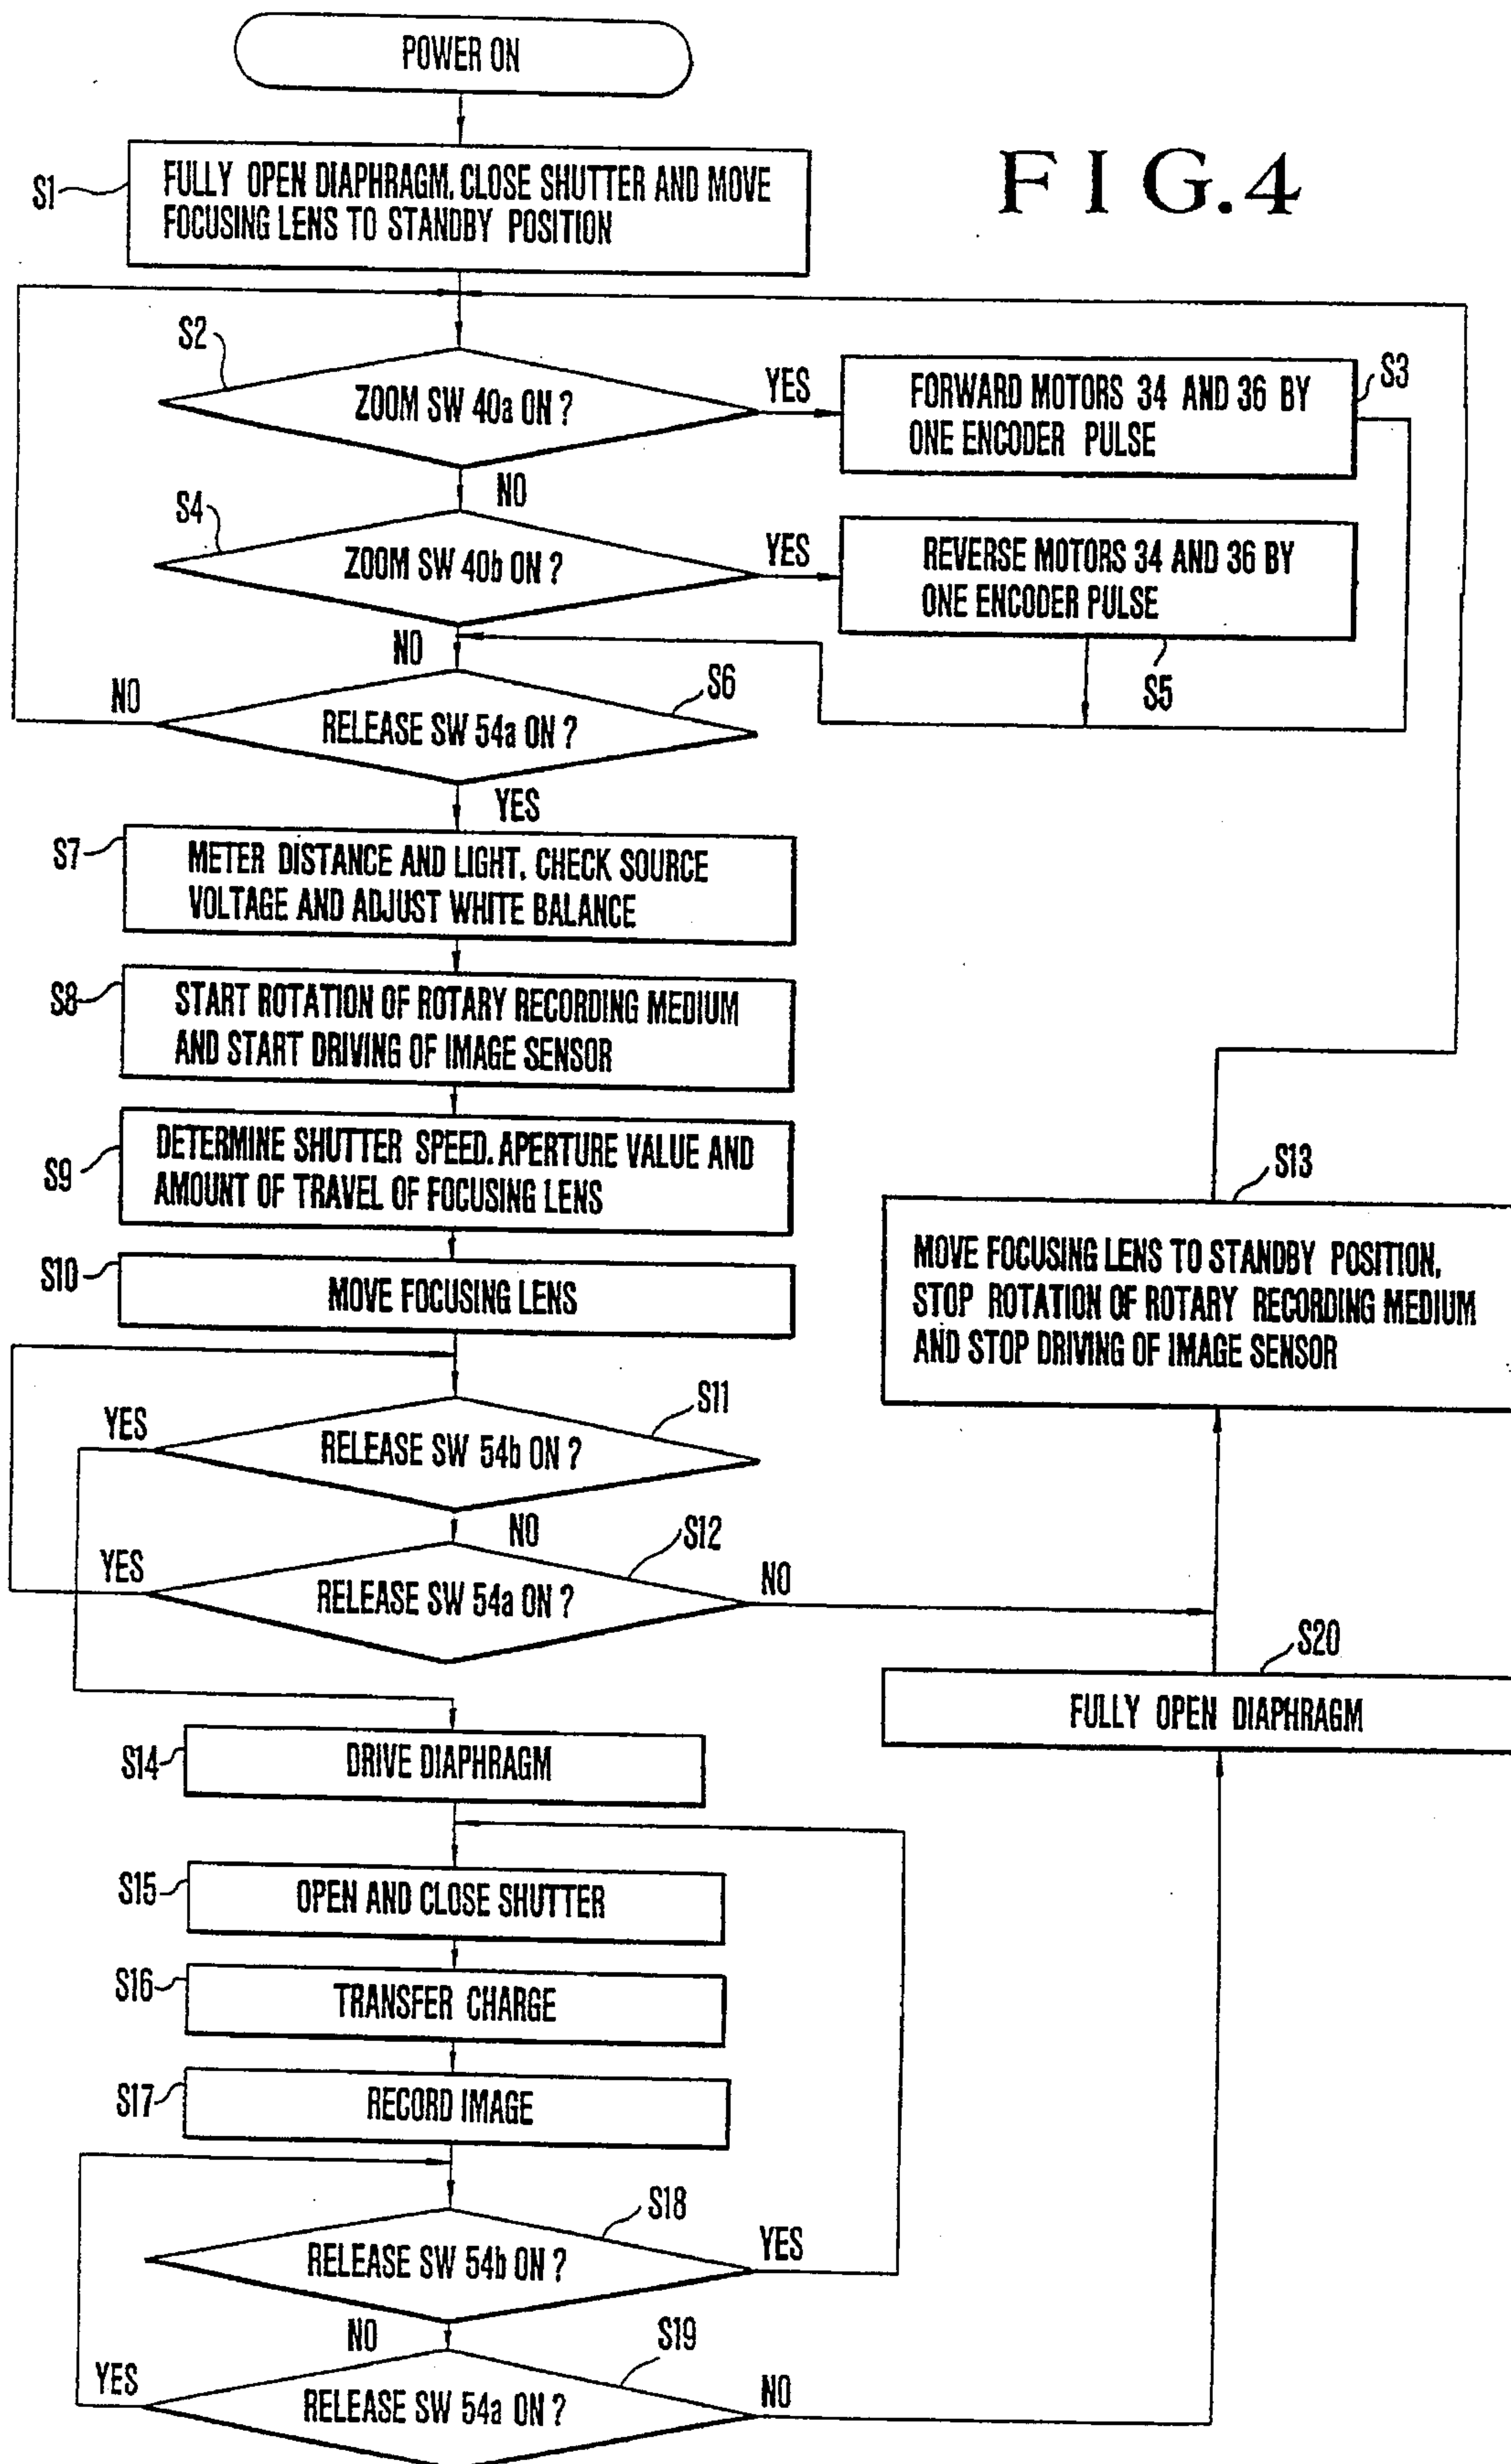 POWER ON
FIG.4
S1
FULLY OPEN DIAPHRAGM, CLOSE SHUTTER AND MOVE
FOCUSING LENS TO STANDBY POSITION
S2
ZOOM SW 40a ON ?
YES
NO
S3
FORWARD MOTORS 34 AND 36 BY
ONE ENCODER PULSE
S4
ZOOM SW 40b ON ?
YES
NO
REVERSE MOTORS 34 AND 36 BY
ONE ENCODER PULSE
S5
S6
NO
RELEASE SW 54a ON ?
YES
S7
METER DISTANCE AND LIGHT, CHECK SOURCE
VOLTAGE AND ADJUST WHITE BALANCE
S8
START ROTATION OF ROTARY RECORDING MEDIUM
AND START DRIVING OF IMAGE SENSOR
S9
DETERMINE SHUTTER SPEED, APERTURE VALUE AND
AMOUNT OF TRAVEL OF FOCUSING LENS
S10
MOVE FOCUSING LENS
S11
YES
RELEASE SW 54b ON ?
NO
S12
YES
RELEASE SW 54a ON ?
NO
S13
MOVE FOCUSING LENS TO STANDBY POSITION,
STOP ROTATION OF ROTARY RECORDING MEDIUM
AND STOP DRIVING OF IMAGE SENSOR
S20
FULLY OPEN DIAPHRAGM
S14
DRIVE DIAPHRAGM
S15
OPEN AND CLOSE SHUTTER
S16
TRANSFER CHARGE
S17
RECORD IMAGE
S18
RELEASE SW 54b ON ?
YES
NO
S19
YES
RELEASE SW 54a ON ?
NO